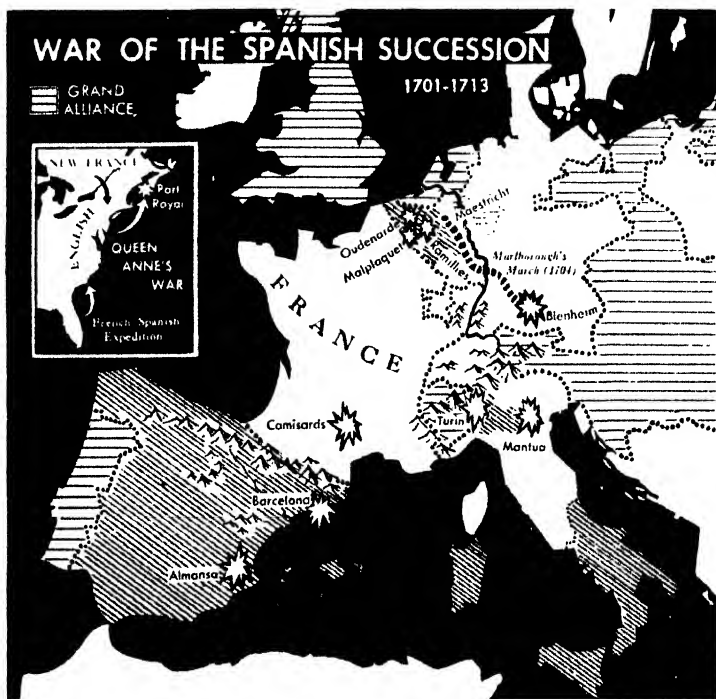 WAR OF THE SPANISH SUCCESSION
1701-1713
GRAND
ALLIANCE
NEW FRANCE
Port
Royal
ENGLISH
QUEEN
ANNE'S
WAR
French Spanish
Expedition
Maestricht
Oudenard
Ramillies
Malplaquet
Marlborough's
March (1704)
Blenheim
FRANCE
Camisards
Turin
Mantua
Barcelona
Almansa